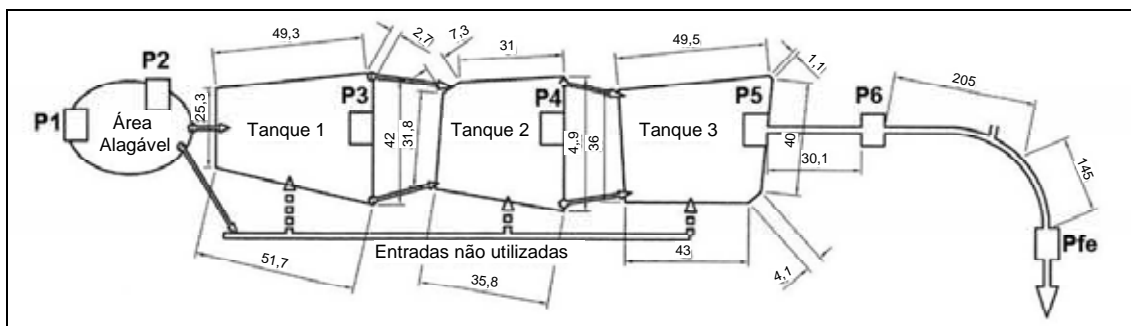 49,3
2,7
7,3
31
49,5
1,1
205
P2
P1
Área
Alagável
25,3
Tanque 1
P3
42
31,8
Tanque 2
P4
4,,9
36
Tanque 3
P5
40
30,1
P6
145
Pfe
Entradas não utilizadas
51,7
35,8
43
4,1